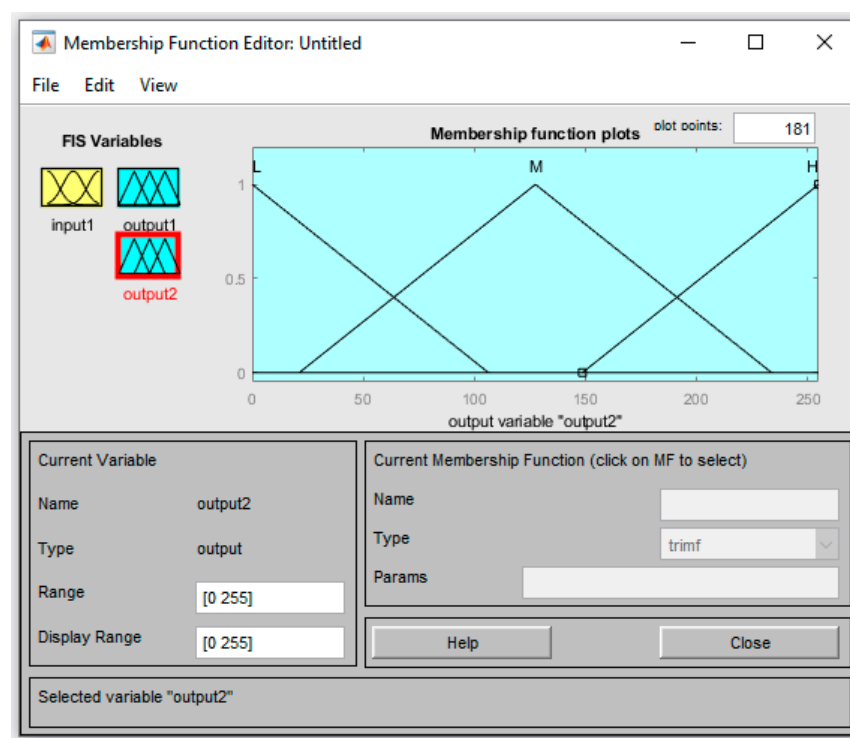 Membership Function Editor: Untitled
File Edit View
FIS Variables
input1
output1
output2
Membership function plots
plot points: 181
L M H
1
0.5
0
0 50 100 150 200 250
output variable "output2"
Current Variable
Name output2
Type output
Range [0 255]
Display Range [0 255]
Current Membership Function (click on MF to select)
Name
Type trimf
Params
Help Close
Selected variable "output2"